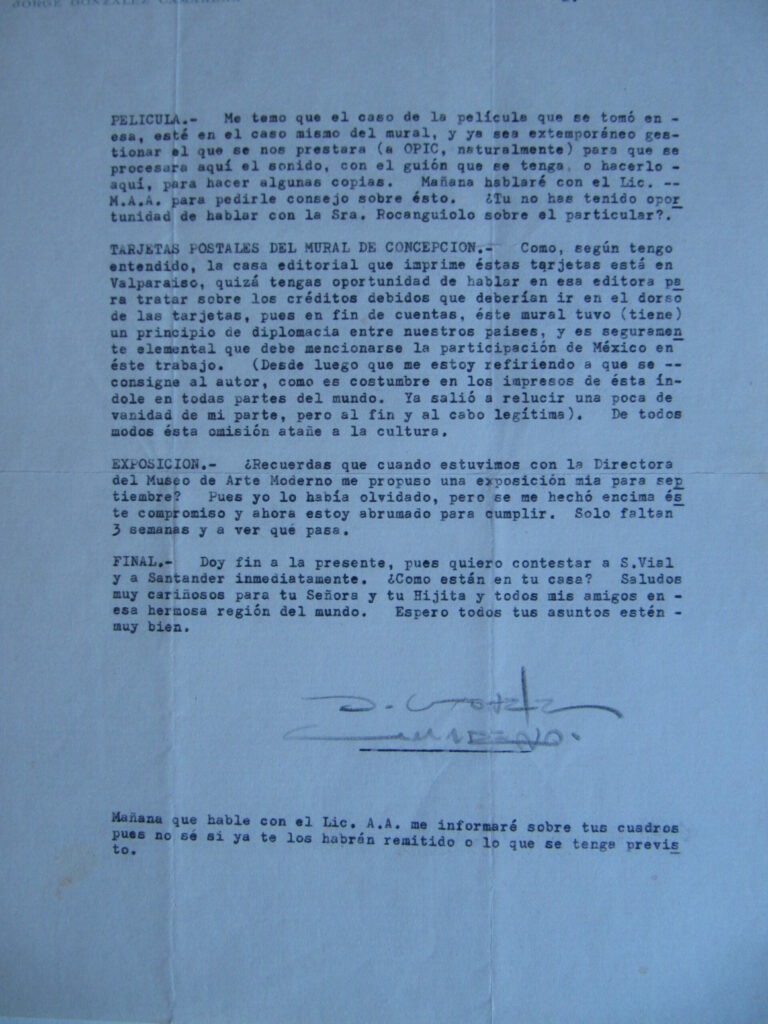 JORGE GONZALEZ CAMARENA
2.
PELICULA.- Me temo que el caso de la película que se tomó en -
esa, esté en el caso mismo del mural, y ya sea extemporáneo ges-
tionar el que se nos prestara (a OPIC, naturalmente) para que se
procesara aquí el sonido, con el guión que se tenga, o hacerlo -
aquí, para hacer algunas copias. Mañana hablaré con el Lic. --
M.A.A. para pedirle consejo sobre ésto. ¿Tu no has tenido opor
tunidad de hablar con la Sra. Rocanguiolo sobre el particular?.
TARJETAS POSTALES DEL MURAL DE CONCEPCION.- Como, según tengo
entendido, la casa editorial que imprime éstas tarjetas está en
Valparaiso, quizá tengas oportunidad de hablar en esa editora pa
ra tratar sobre los créditos debidos que deberían ir en el dorso
de las tarjetas, pues en fin de cuentas, éste mural tuvo (tiene)
un principio de diplomacia entre nuestros paises, y es seguramen
te elemental que debe mencionarse la participación de México en
éste trabajo. (Desde luego que me estoy refiriendo a que se --
consigne al autor, como es costumbre en los impresos de ésta ín-
dole en todas partes del mundo. Ya salió a relucir una poca de
vanidad de mi parte, pero al fin y al cabo legítima). De todos
modos ésta omisión atañe a la cultura.
EXPOSICION.- ¿Recuerdas que cuando estuvimos con la Directora
del Museo de Arte Moderno me propuso una exposición mia para sep
tiembre? Pues yo lo había olvidado, pero se me hechó encima és
te compromiso y ahora estoy abrumado para cumplir. Solo faltan
3 semanas y a ver qué pasa.
FINAL.- Doy fin a la presente, pues quiero contestar a S.Vial
y a Santander inmediatamente. ¿Como están en tu casa? Saludos
muy cariñosos para tu Señora y tu Hijita y todos mis amigos en -
esa hermosa región del mundo. Espero todos tus asuntos estén -
muy bien.
Mañana que hable con el Lic. A.A. me informaré sobre tus cuadros
pues no sé si ya te los habrán remitido o lo que se tenga previs
to.